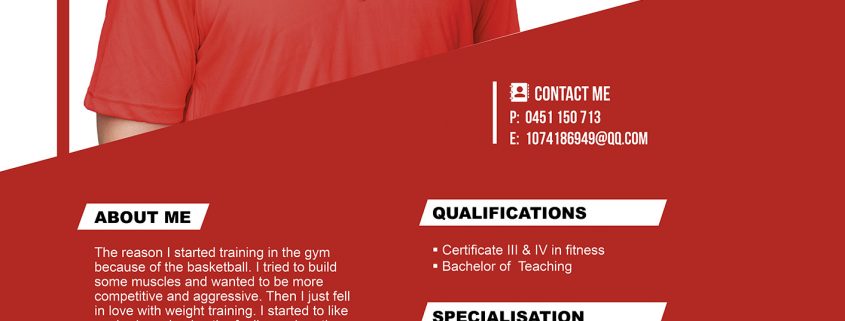 CONTACT ME
P: 0451 150 713
E: 1074186949@QQ.COM
ABOUT ME
The reason I started training in the gym
because of the basketball. I tried to build
some muscles and wanted to be more
competitive and aggressive. Then I just fell
in love with weight training. I started to like
QUALIFICATIONS
▪ Certificate III & IV in fitness
▪ Bachelor of Teaching
SPECIALISATION